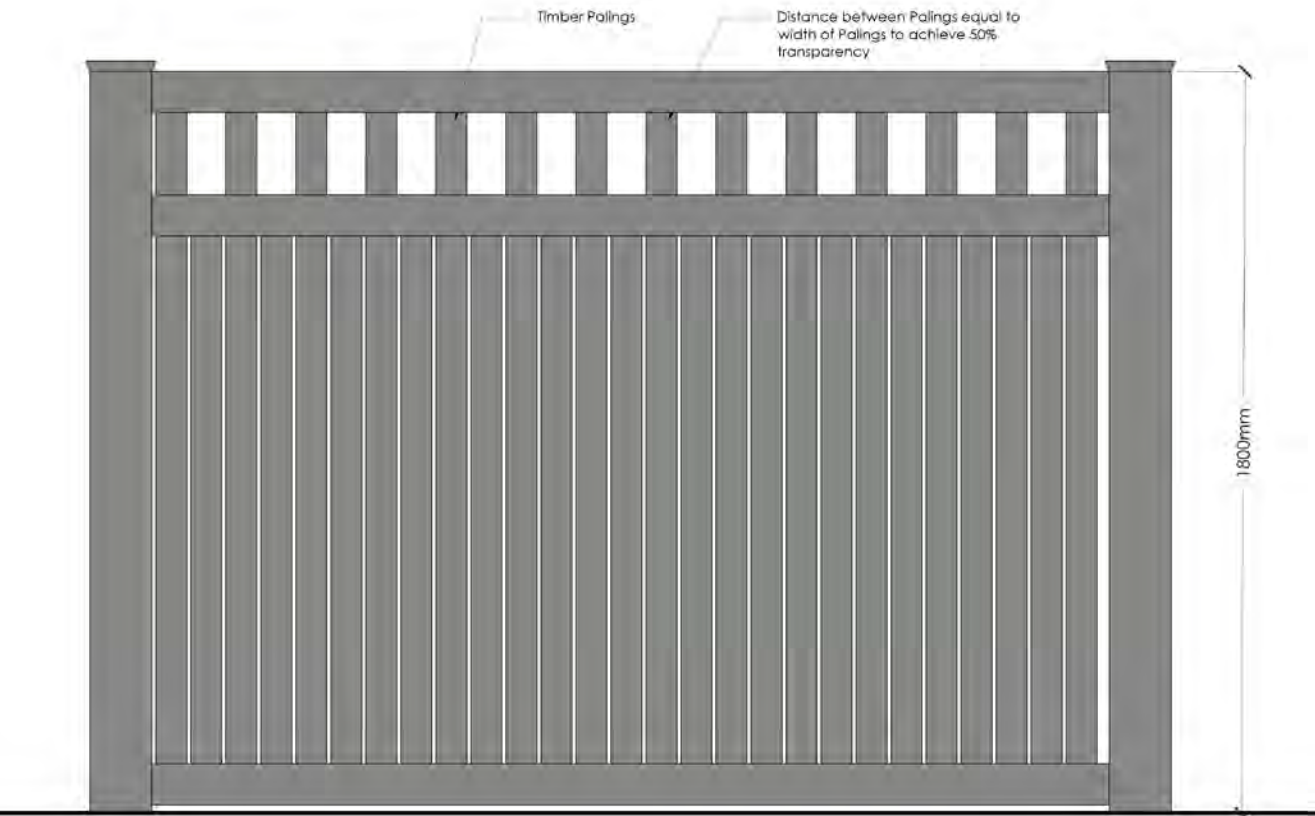 Timber Palings
Distance between Palings equal to
width of Palings to achieve 50%
transparency
1800mm